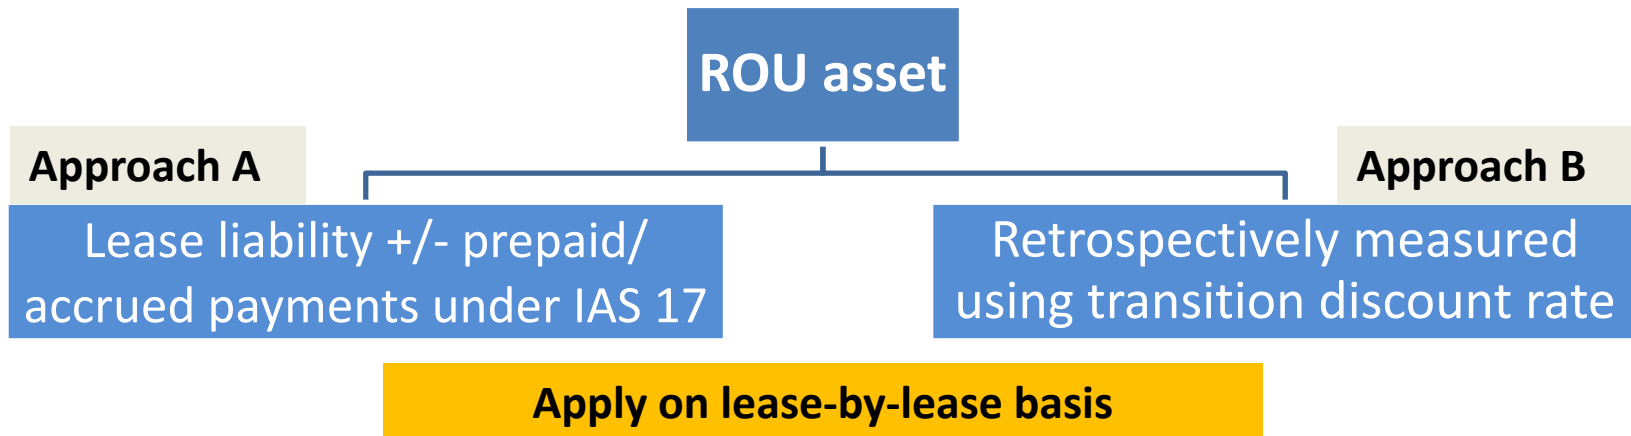 ROU asset
Approach A
Approach B
Lease liability +/- prepaid/
accrued payments under IAS 17
Retrospectively measured
using transition discount rate
Apply on lease-by-lease basis